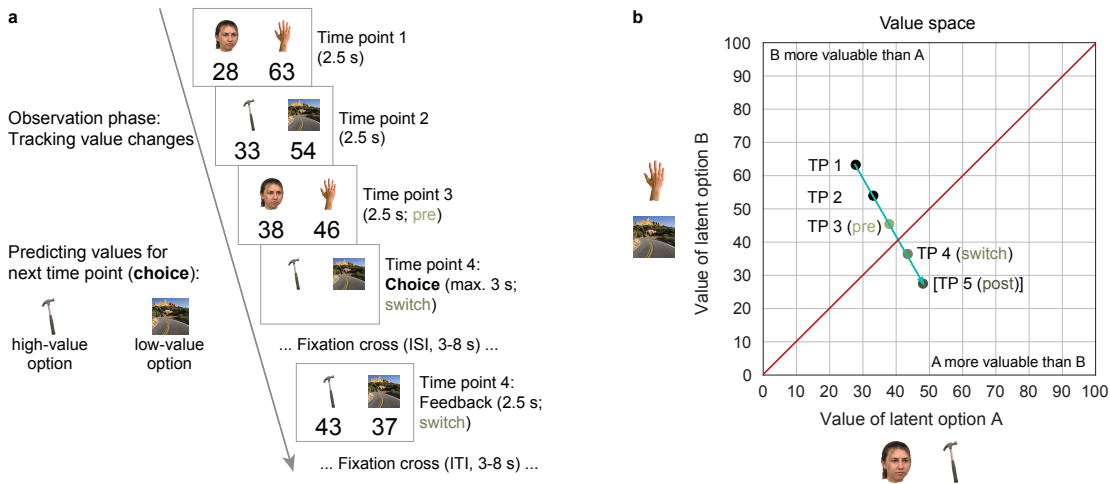 a
28 63
Time point 1
(2.5 s)
Observation phase:
Tracking value changes
33 54
Time point 2
(2.5 s)
38 46
Time point 3
(2.5 s; pre)
Predicting values for
next time point (choice):
high-value
option
low-value
option
Time point 4:
Choice (max. 3 s;
switch)
... Fixation cross (ISI, 3-8 s) ...
43 37
Time point 4:
Feedback (2.5 s;
switch)
... Fixation cross (ITI, 3-8 s) ...
b
Value space
B more valuable than A
100
90
80
70
60
50
40
30
20
10
0
Value of latent option B
TP 1
TP 2
TP 3 (pre)
TP 4 (switch)
[TP 5 (post)]
A more valuable than B
0 10 20 30 40 50 60 70 80 90 100
Value of latent option A